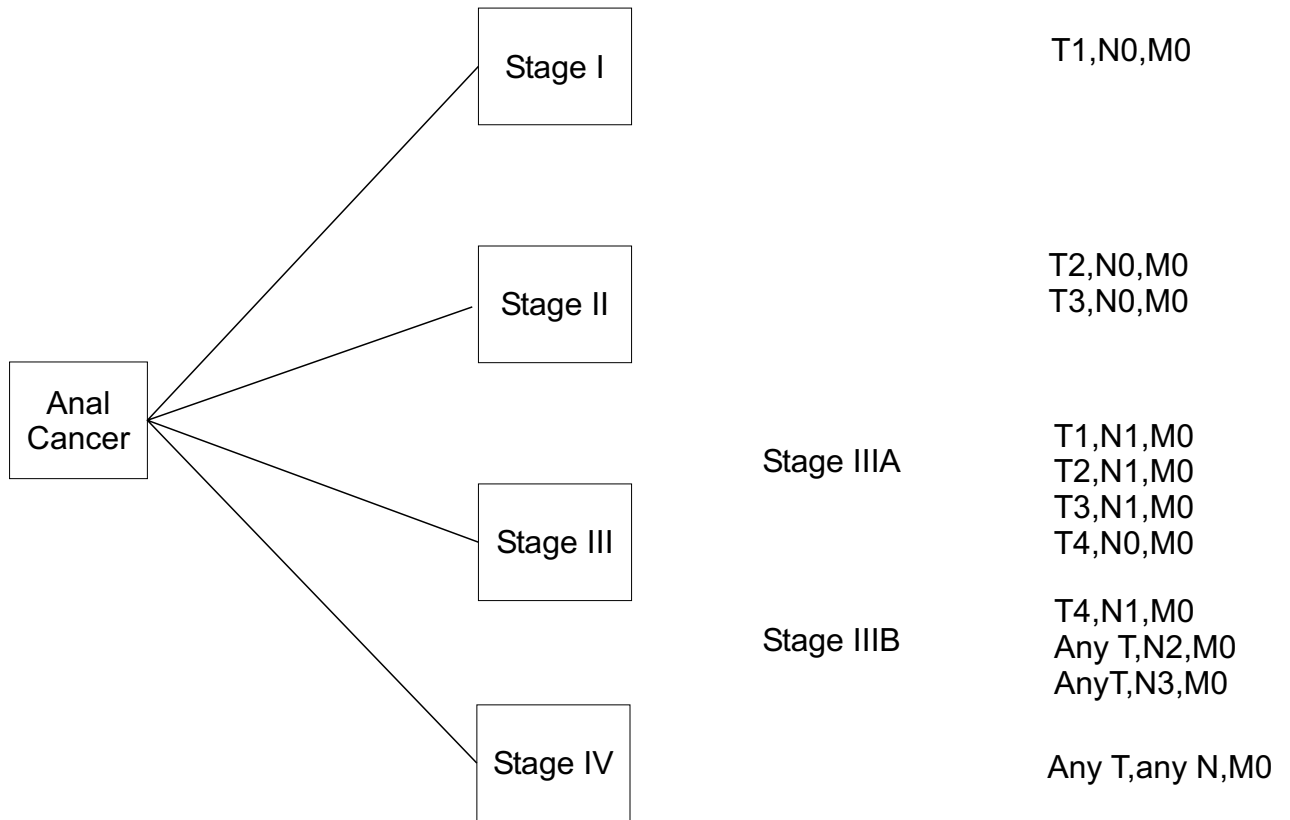 Stage I
T1,N0,M0
Stage II
T2,N0,M0
T3,N0,M0
Anal
Cancer
Stage III
Stage IIIA
T1,N1,M0
T2,N1,M0
T3,N1,M0
T4,N0,M0
Stage IIIB
T4,N1,M0
Any T,N2,M0
AnyT,N3,M0
Stage IV
Any T,any N,M0